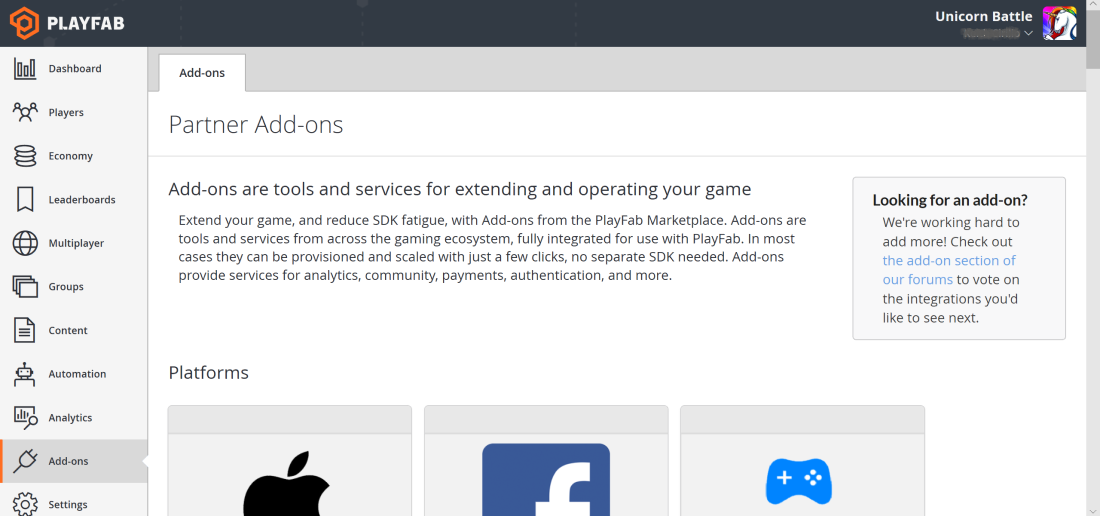 PLAYFAB
Unicorn Battle
Dashboard
Players
Economy
Leaderboards
Multiplayer
Groups
Content
Automation
Analytics
Add-ons
Settings
Add-ons
Partner Add-ons
Add-ons are tools and services for extending and operating your game
Extend your game, and reduce SDK fatigue, with Add-ons from the PlayFab Marketplace. Add-ons are
tools and services from across the gaming ecosystem, fully integrated for use with PlayFab. In most
cases they can be provisioned and scaled with just a few clicks, no separate SDK needed. Add-ons
provide services for analytics, community, payments, authentication, and more.
Looking for an add-on?
We're working hard to
add more! Check out
the add-on section of
our forums to vote on
the integrations you'd
like to see next.
Platforms